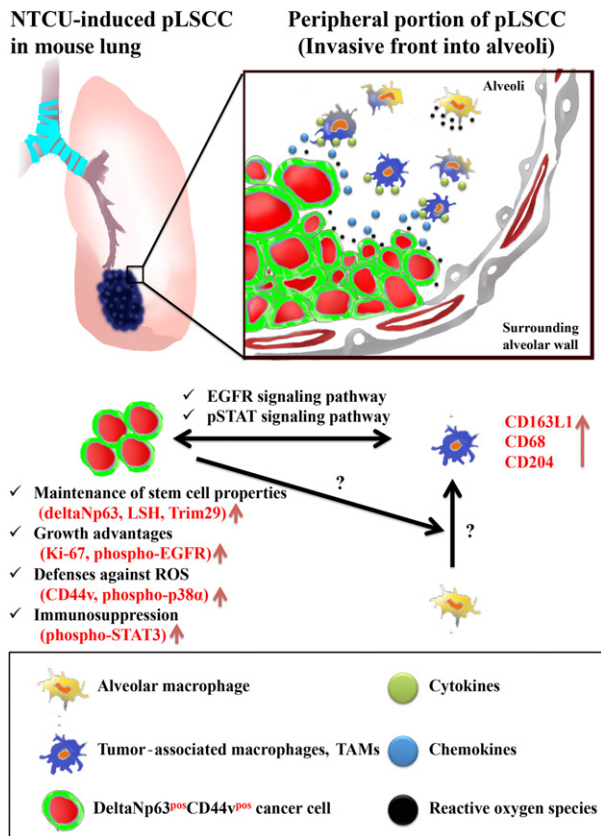 NTCU-induced pLSCC
in mouse lung
Peripheral portion of pLSCC
(Invasive front into alveoli)
Alveoli
Surrounding
alveolar wall
✓ EGFR signaling pathway
✓ pSTAT signaling pathway
CD163L1
CD68
CD204
?
?
✓ Maintenance of stem cell properties
(deltaNp63, LSH, Trim29)
✓ Growth advantages
(Ki-67, phospho-EGFR)
✓ Defenses against ROS
(CD44v, phospho-p38α)
✓ Immunosuppression
(phospho-STAT3)
Alveolar macrophage
Cytokines
Tumor-associated macrophages, TAMs
Chemokines
DeltaNp63posCD44vpos cancer cell
Reactive oxygen species